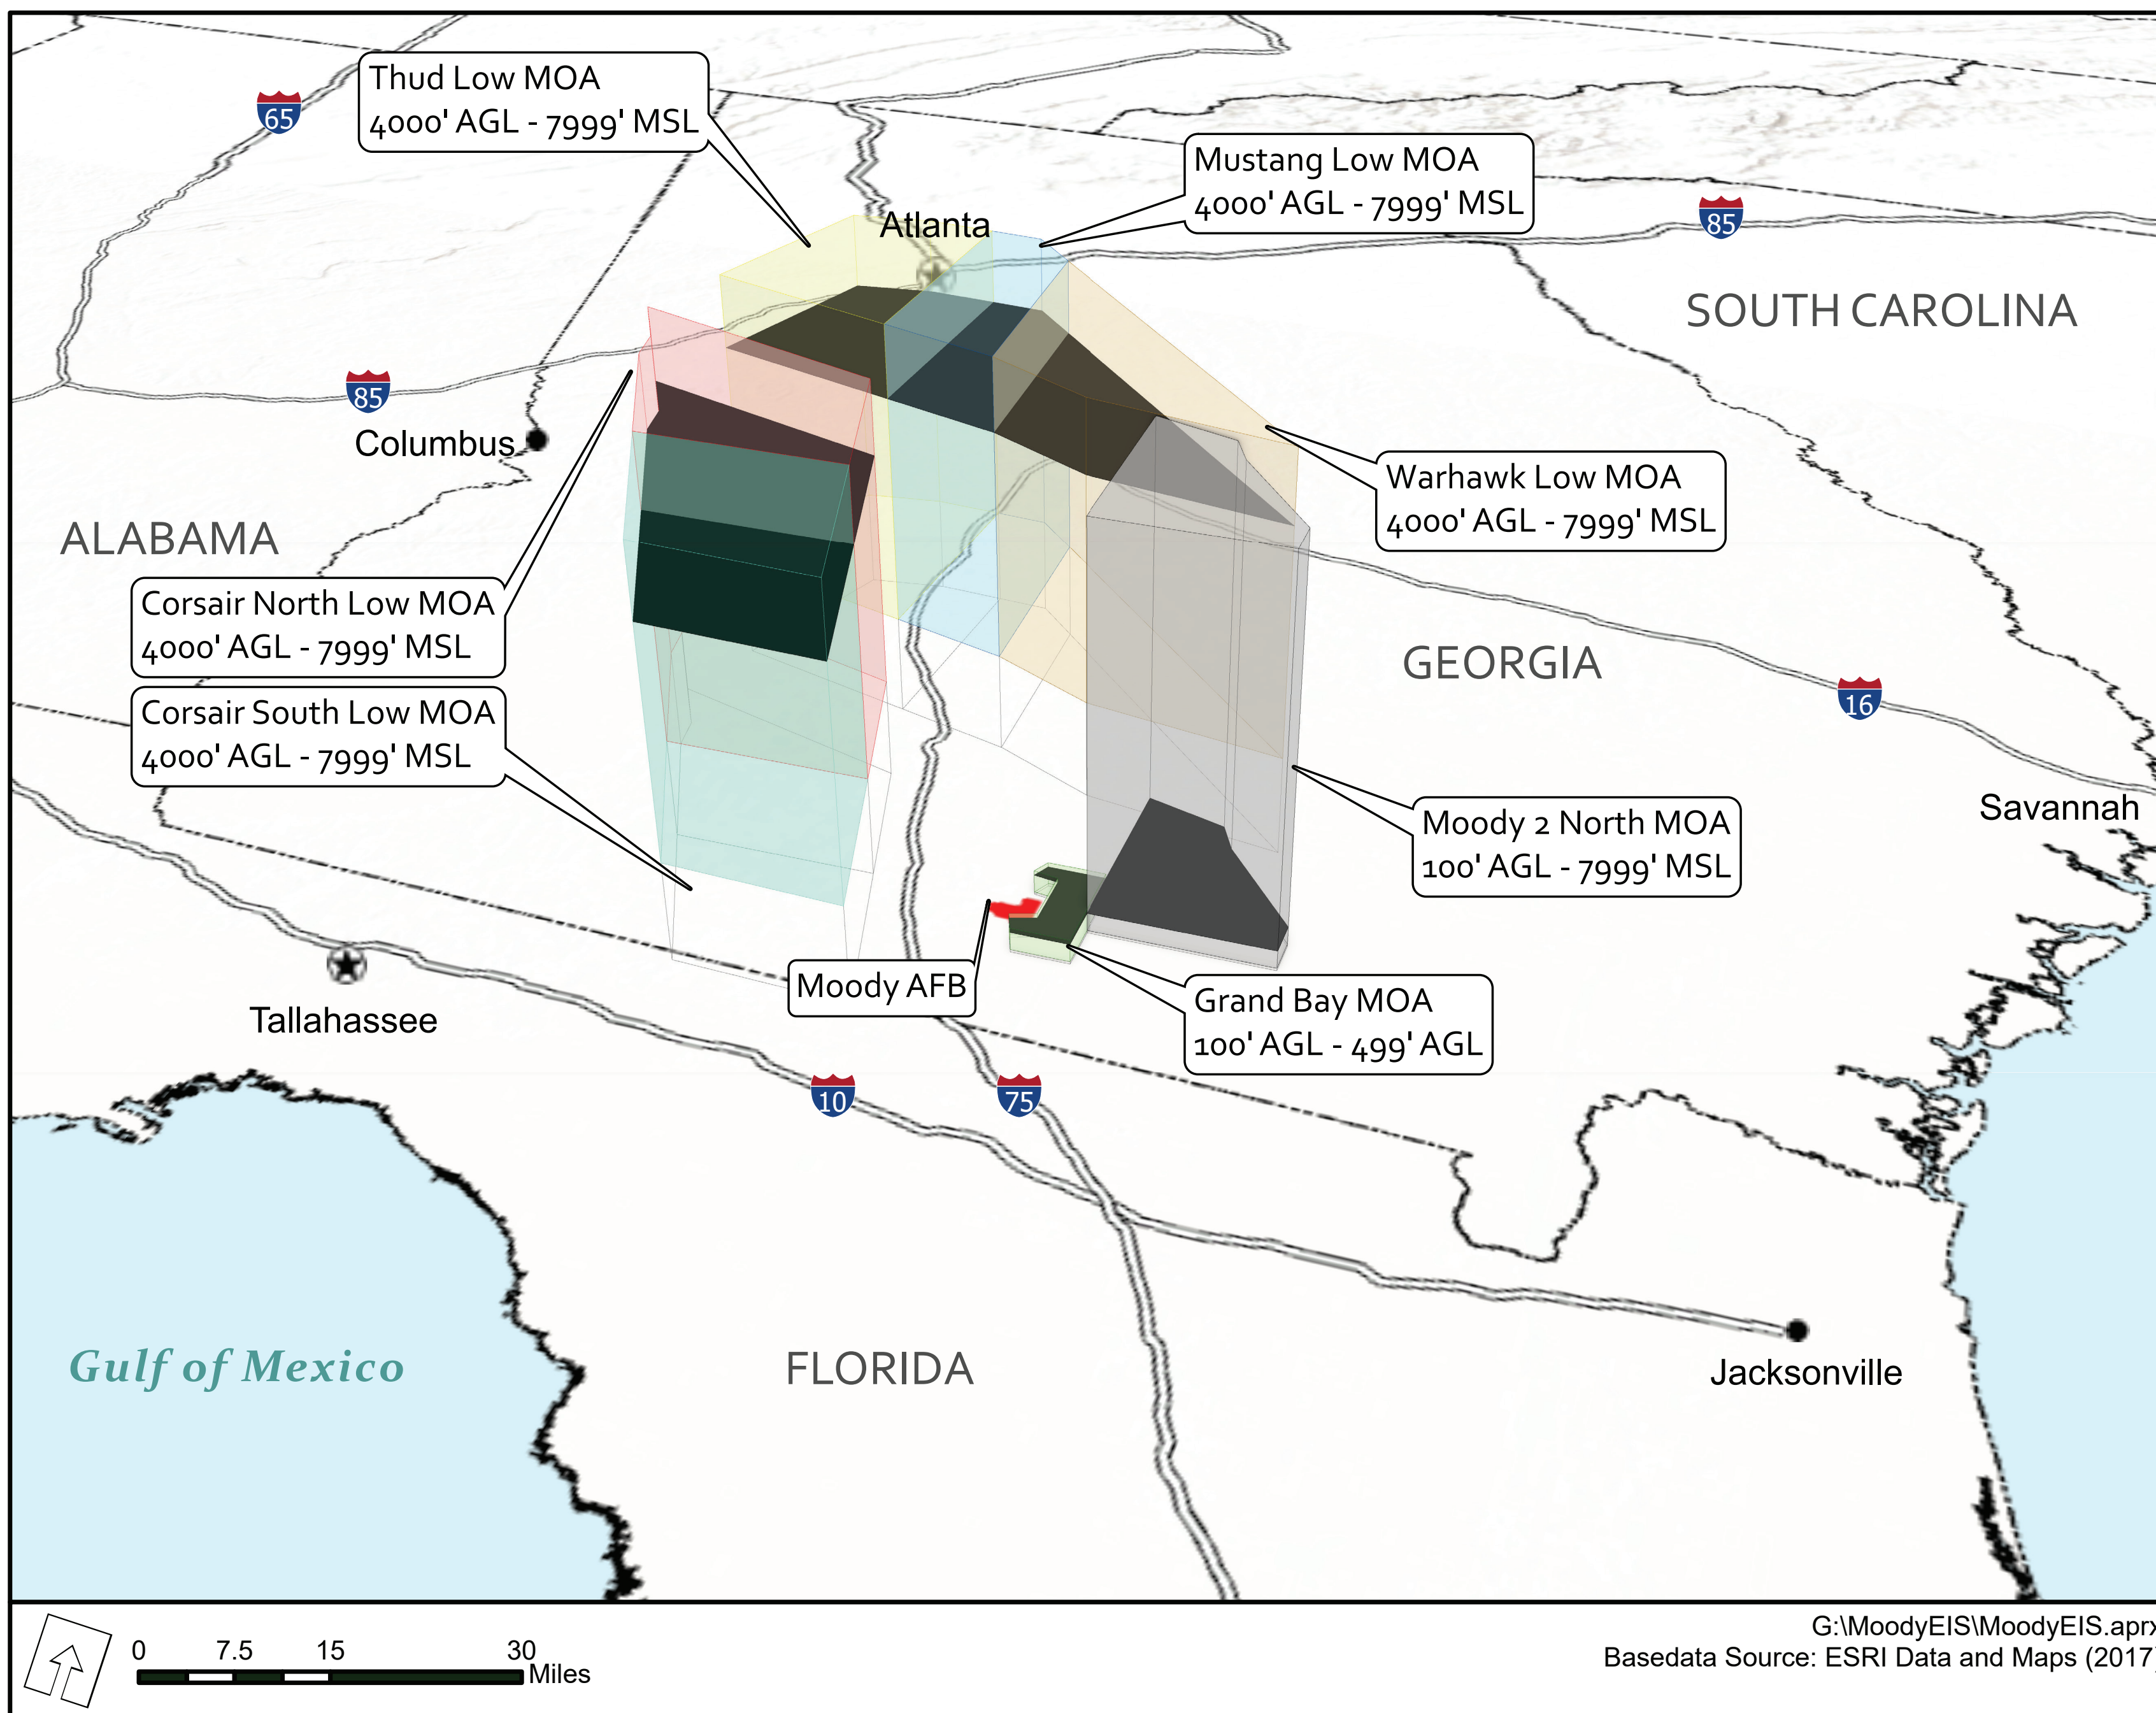 Thud Low MOA
4000' AGL - 7999' MSL
65
Mustang Low MOA
4000' AGL - 7999' MSL
Atlanta
85
SOUTH CAROLINA
85
Columbus
Warhawk Low MOA
4000' AGL - 7999' MSL
ALABAMA
Corsair North Low MOA
4000' AGL - 7999' MSL
GEORGIA
16
Corsair South Low MOA
4000' AGL - 7999' MSL
Savannah
Moody 2 North MOA
100' AGL - 7999' MSL
Moody AFB
Grand Bay MOA
100' AGL - 499' AGL
Tallahassee
10
75
Gulf of Mexico
FLORIDA
Jacksonville
0 7.5 15 30
Miles
G:\MoodyEIS\MoodyEIS.aprx
Basedata Source: ESRI Data and Maps (2017)